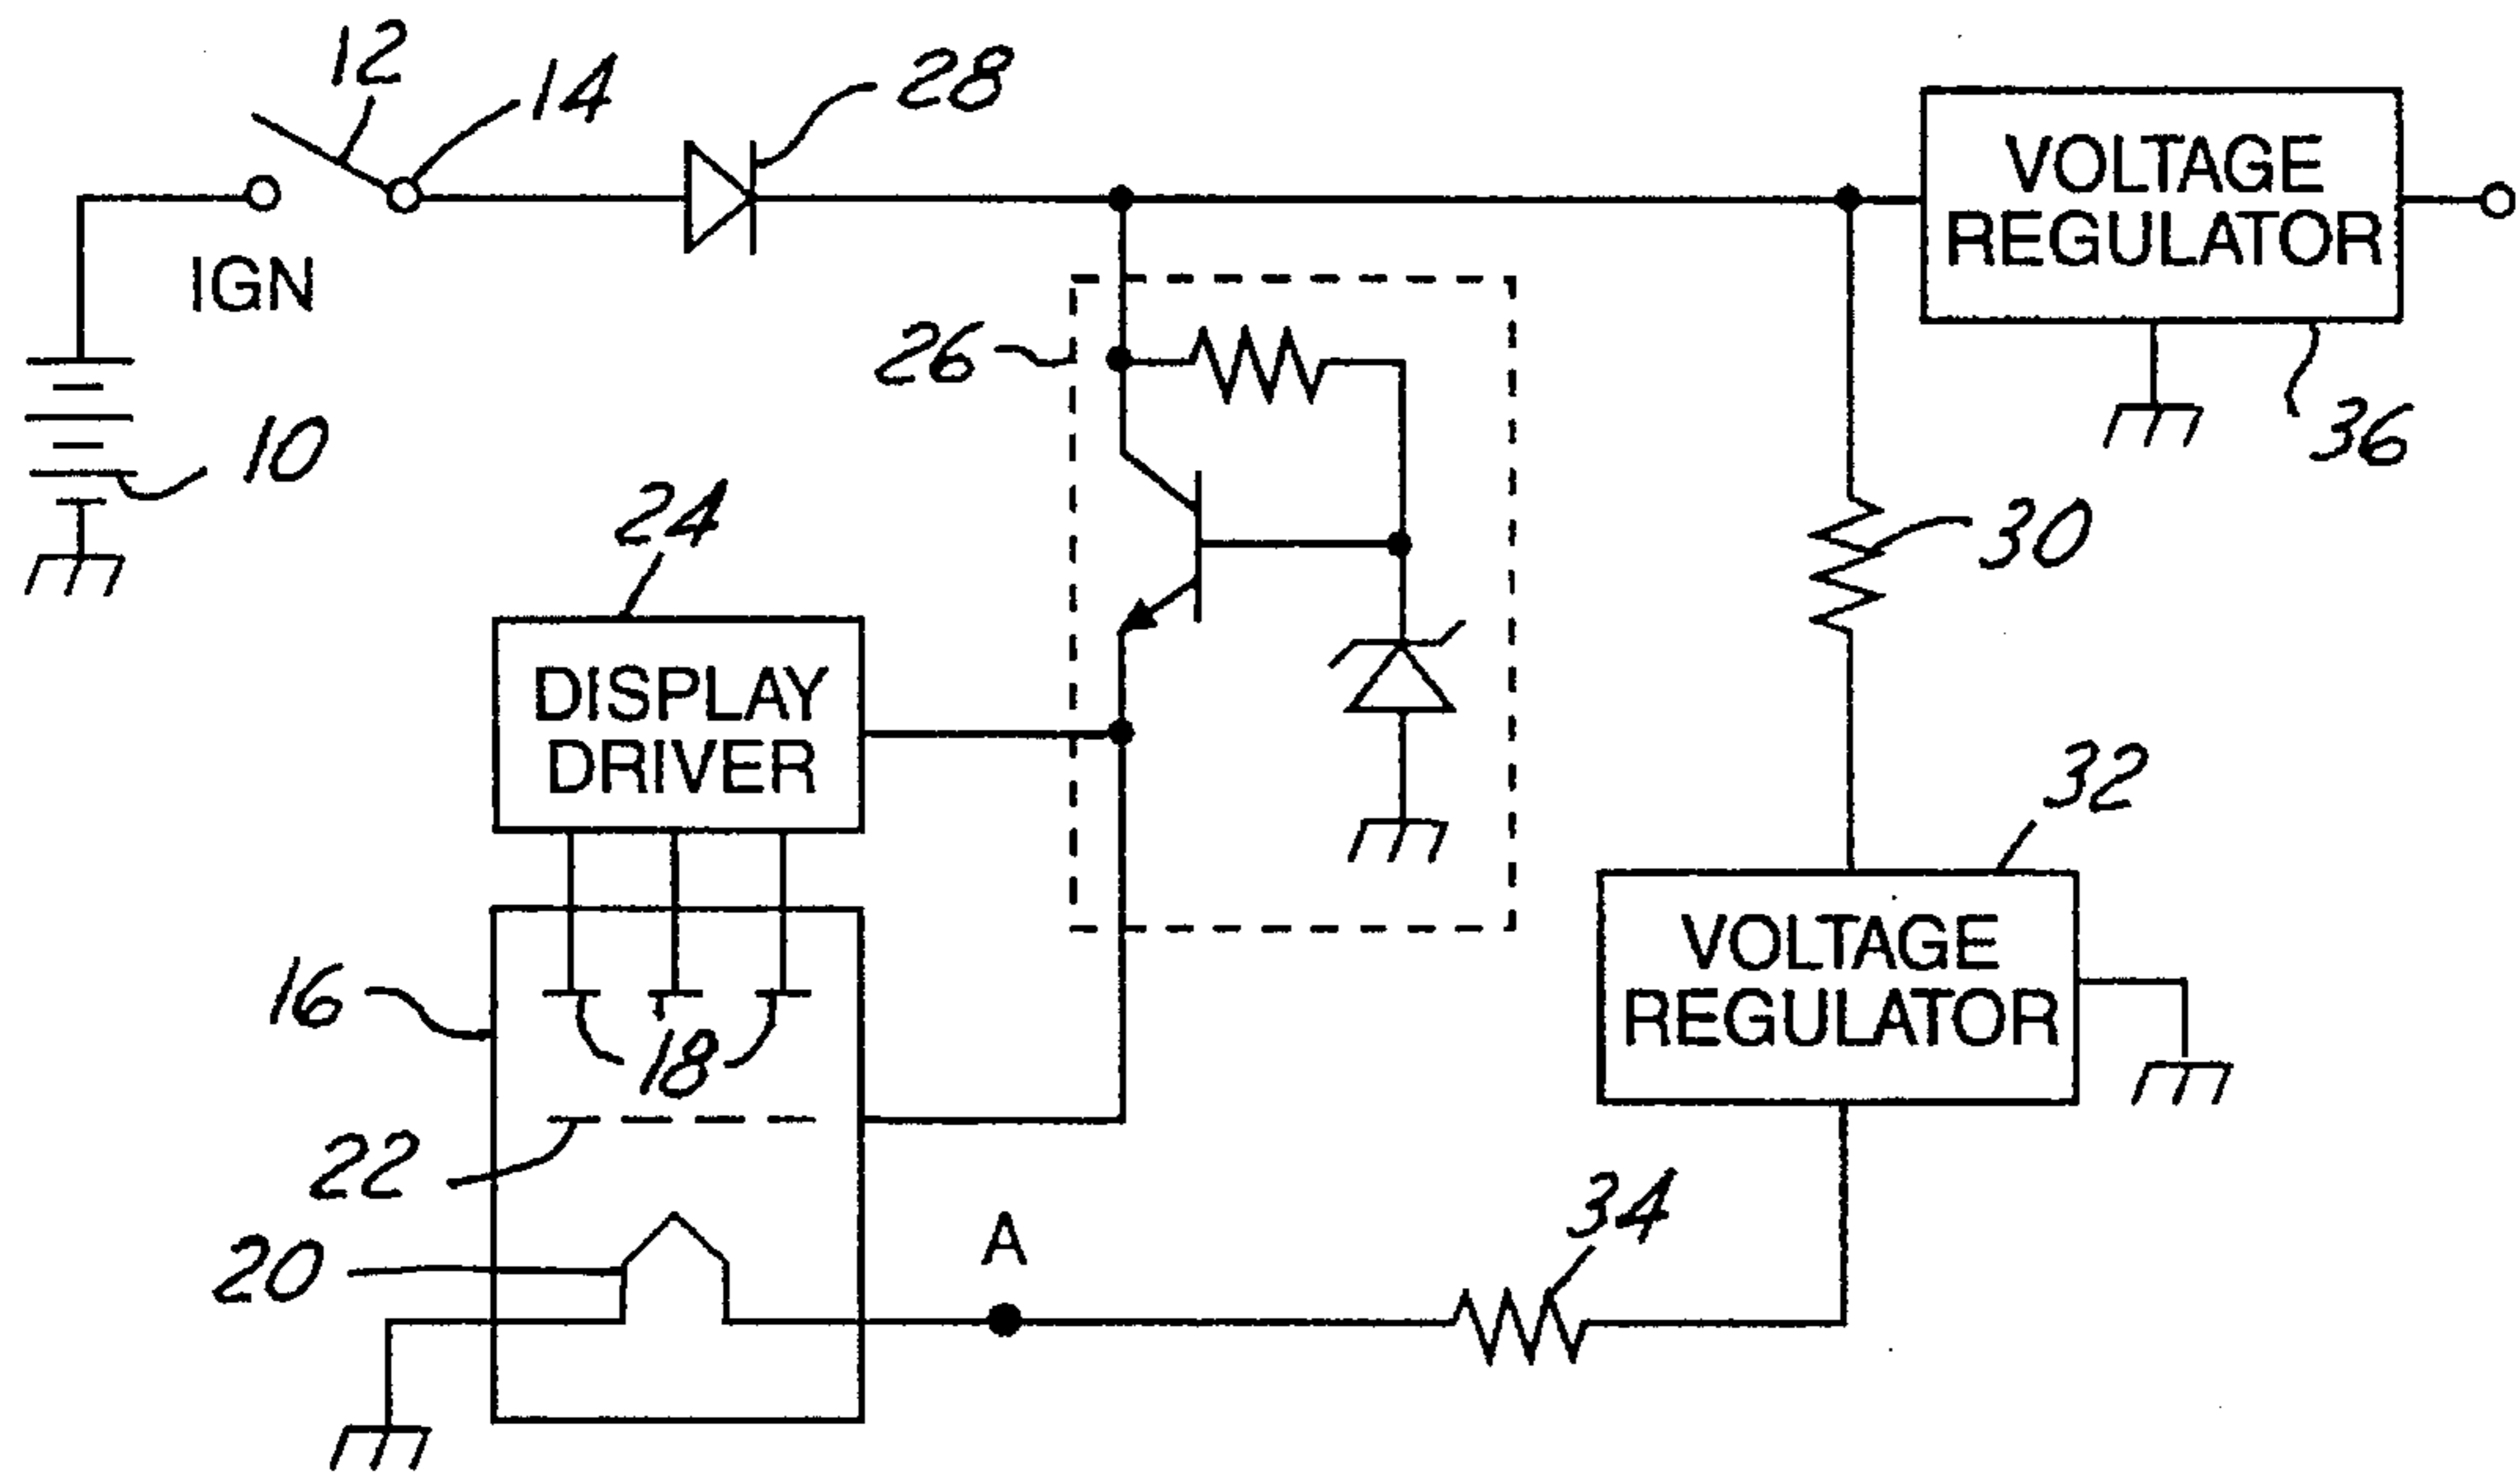 12
14
28
VOLTAGE
REGULATOR
IGN
26
10
36
24
30
DISPLAY
DRIVER
32
VOLTAGE
REGULATOR
16
18
22
34
A
20